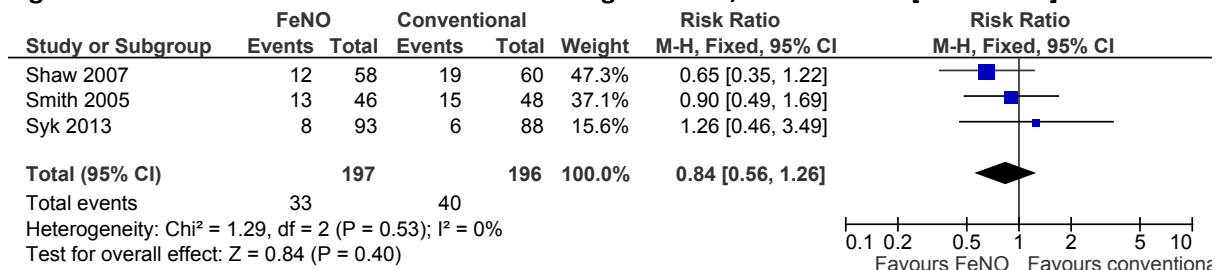 FeNO Conventional Risk Ratio Risk Ratio
Study or Subgroup Events Total Events Total Weight M-H, Fixed, 95% CI M-H, Fixed, 95% CI
Shaw 2007 12 58 19 60 47.3% 0.65 [0.35, 1.22]
Smith 2005 13 46 15 48 37.1% 0.90 [0.49, 1.69]
Syk 2013 8 93 6 88 15.6% 1.26 [0.46, 3.49]
Total (95% CI) 197 196 100.0% 0.84 [0.56, 1.26]
Total events 33 40
Heterogeneity: Chi² = 1.29, df = 2 (P = 0.53); I² = 0%
Test for overall effect: Z = 0.84 (P = 0.40)
0.1 0.2 0.5 1 2 5 10
Favours FeNO Favours conventiona